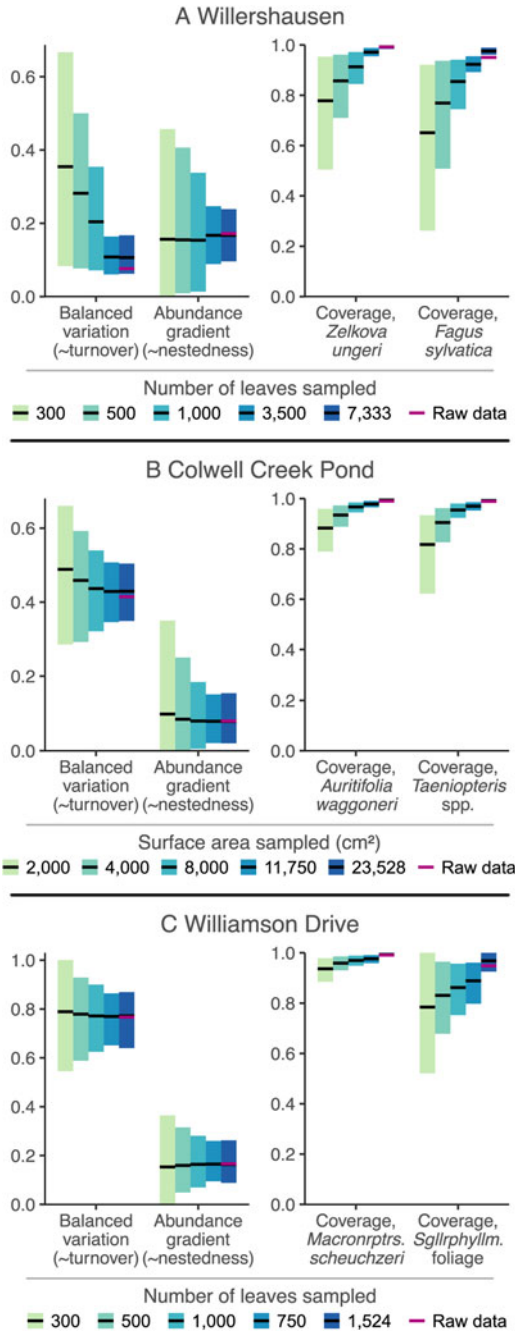 A Willershausen
0.6
0.4
0.2
0.0
1.0
0.8
0.6
0.4
0.2
0.0
Balanced
variation
(~turnover)
Abundance
gradient
(~nestedness)
Coverage,
Zelkova
ungeri
Coverage,
Fagus
sylvatica
Number of leaves sampled
300 500 1,000 3,500 7,333 Raw data
B Colwell Creek Pond
0.6
0.4
0.2
0.0
1.0
0.8
0.6
0.4
0.2
0.0
Balanced
variation
(~turnover)
Abundance
gradient
(~nestedness)
Coverage,
Auritifolia
waggoneri
Coverage,
Taeniopteris
spp.
Surface area sampled (cm²)
2,000 4,000 8,000 11,750 23,528 Raw data
C Williamson Drive
1.0
0.8
0.6
0.4
0.2
0.0
1.0
0.8
0.6
0.4
0.2
0.0
Balanced
variation
(~turnover)
Abundance
gradient
(~nestedness)
Coverage,
Macronrptrs.
scheuchzeri
Coverage,
Sgllrphyllm.
foliage
Number of leaves sampled
300 500 1,000 750 1,524 Raw data